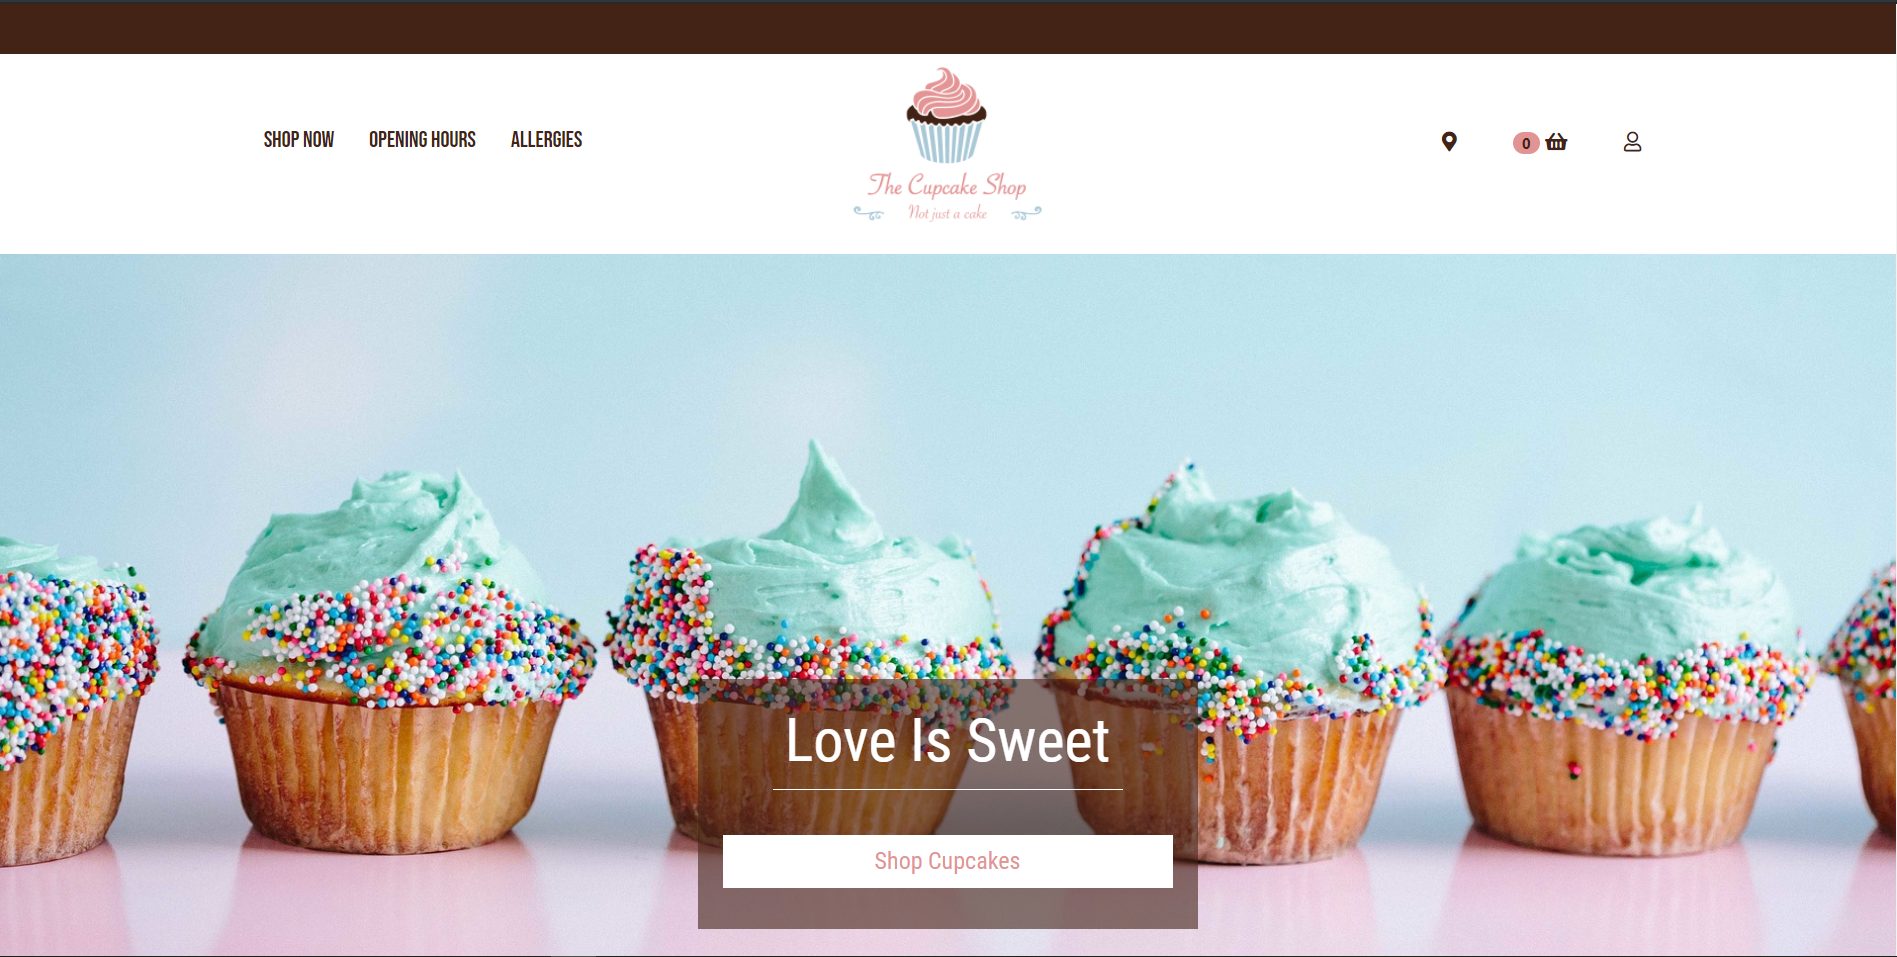 SHOP NOW OPENING HOURS ALLERGIES
0
The Cupcake Shop
Not just a cake
Love Is Sweet
Shop Cupcakes